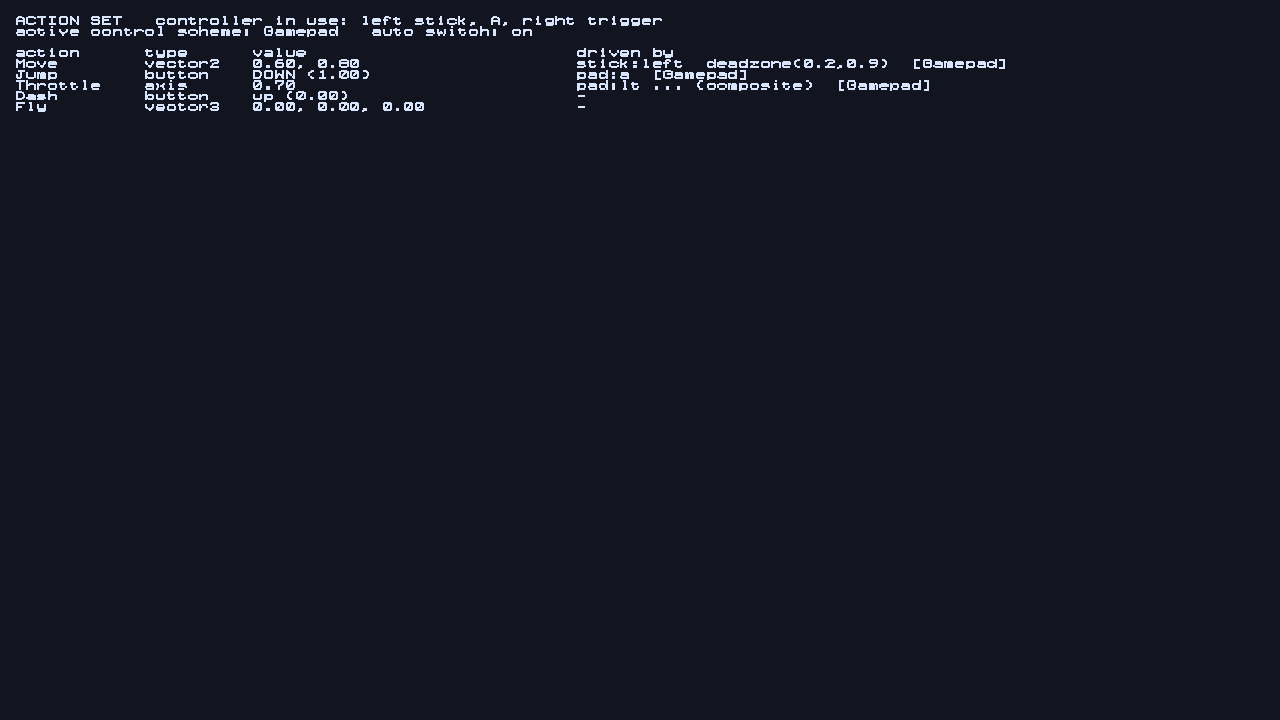 ACTION SET   controller in use: left stick, A, right trigger
active control scheme: Gamepad   auto switch: on
action      type      value                         driven by
Move        vector2   0.60, 0.80                    stick:left  deadzone(0.2,0.9)  [Gamepad]
Jump        button    DOWN (1.00)                   pad:a  [Gamepad]
Throttle    axis      0.70                          pad:lt ... (composite)  [Gamepad]
Dash        button    up (0.00)                     -
Fly         vector3   0.00, 0.00, 0.00              -